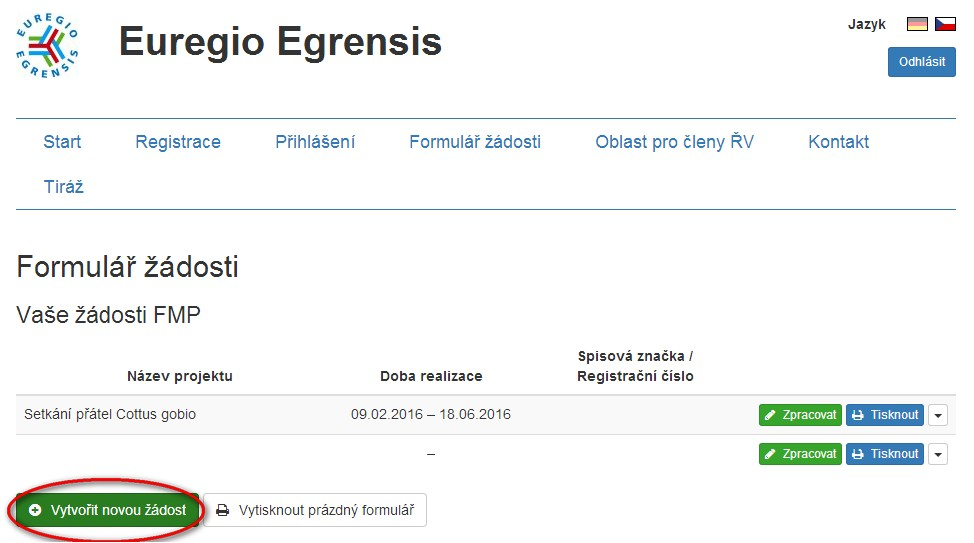 EUREGIO EGRENSIS
Euregio Egrensis
Jazyk
Odhlásit
Start Registrace Přihlášení Formulář žádosti Oblast pro členy ŘV Kontakt
Tiráž
Formulář žádosti
Vaše žádosti FMP
Název projektu Doba realizace Spisová značka /
Registrační číslo
Setkání přátel Cottus gobio 09.02.2016 – 18.06.2016 Zpracovat Tisknout
– Zpracovat Tisknout
Vytvořit novou žádost Vytisknout prázdný formulář